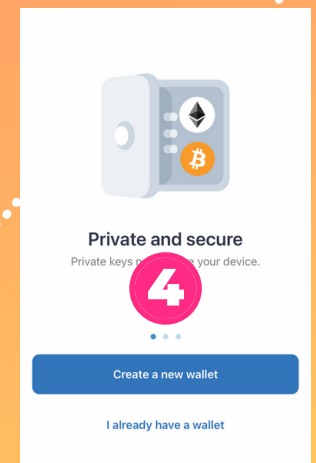 Private and secure
Private keys your device.
4
Create a new wallet
I already have a wallet